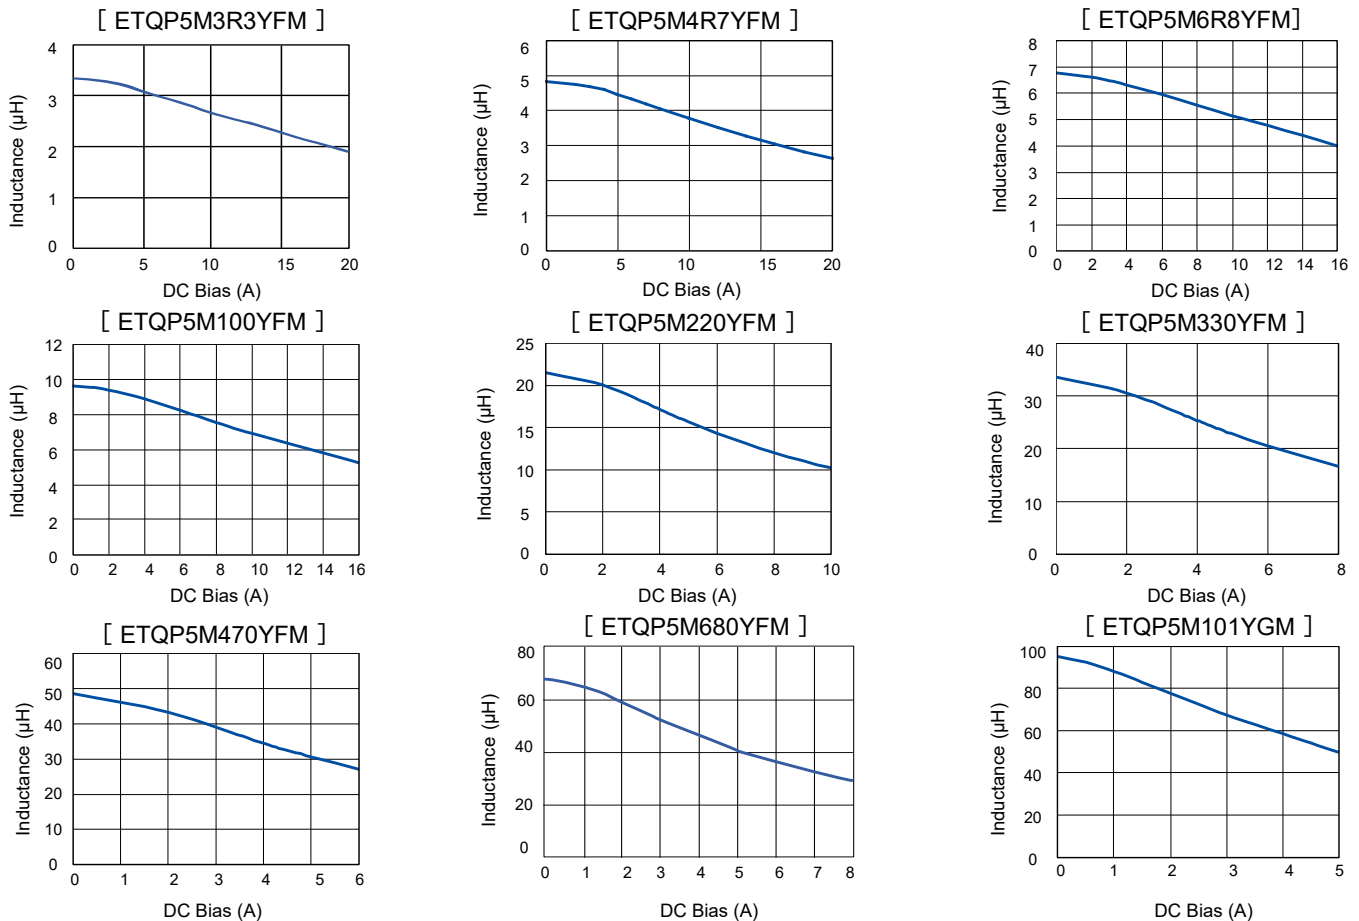 [ ETQP5M3R3YFM ]
Inductance (µH)
4
3
2
1
0
0 5 10 15 20
DC Bias (A)
[ ETQP5M4R7YFM ]
Inductance (µH)
6
5
4
3
2
1
0
0 5 10 15 20
DC Bias (A)
[ ETQP5M6R8YFM]
Inductance (µH)
8
7
6
5
4
3
2
1
0
0 2 4 6 8 10 12 14 16
DC Bias (A)
[ ETQP5M100YFM ]
Inductance (µH)
12
10
8
6
4
2
0
0 2 4 6 8 10 12 14 16
DC Bias (A)
[ ETQP5M220YFM ]
Inductance (µH)
25
20
15
10
5
0
0 2 4 6 8 10
DC Bias (A)
[ ETQP5M330YFM ]
Inductance (µH)
40
30
20
10
0
0 2 4 6 8
DC Bias (A)
[ ETQP5M470YFM ]
Inductance (µH)
60
50
40
30
20
10
0
0 1 2 3 4 5 6
DC Bias (A)
[ ETQP5M680YFM ]
Inductance (µH)
80
60
40
20
0
0 1 2 3 4 5 6 7 8
DC Bias (A)
[ ETQP5M101YGM ]
Inductance (µH)
100
80
60
40
20
0
0 1 2 3 4 5
DC Bias (A)